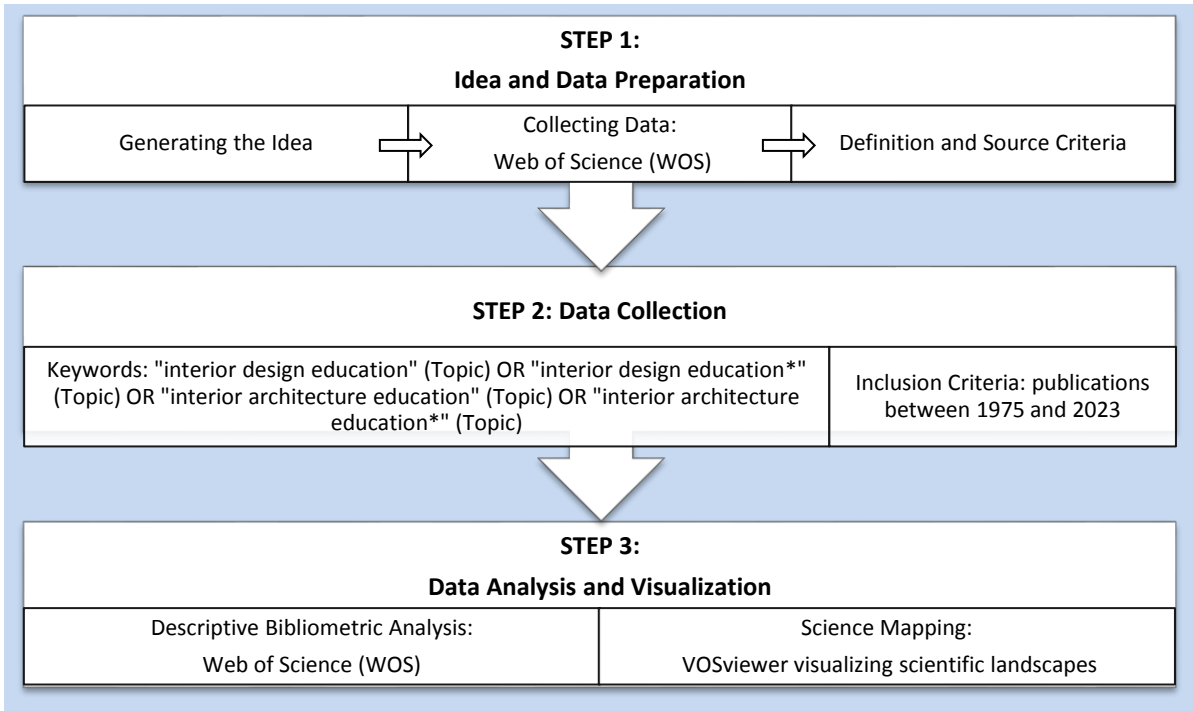 STEP 1:
Idea and Data Preparation
Generating the Idea
Collecting Data:
Web of Science (WOS)
Definition and Source Criteria
STEP 2: Data Collection
Keywords: "interior design education" (Topic) OR "interior design education*"
(Topic) OR "interior architecture education" (Topic) OR "interior architecture
education*" (Topic)
Inclusion Criteria: publications
between 1975 and 2023
STEP 3:
Data Analysis and Visualization
Descriptive Bibliometric Analysis:
Web of Science (WOS)
Science Mapping:
VOSviewer visualizing scientific landscapes